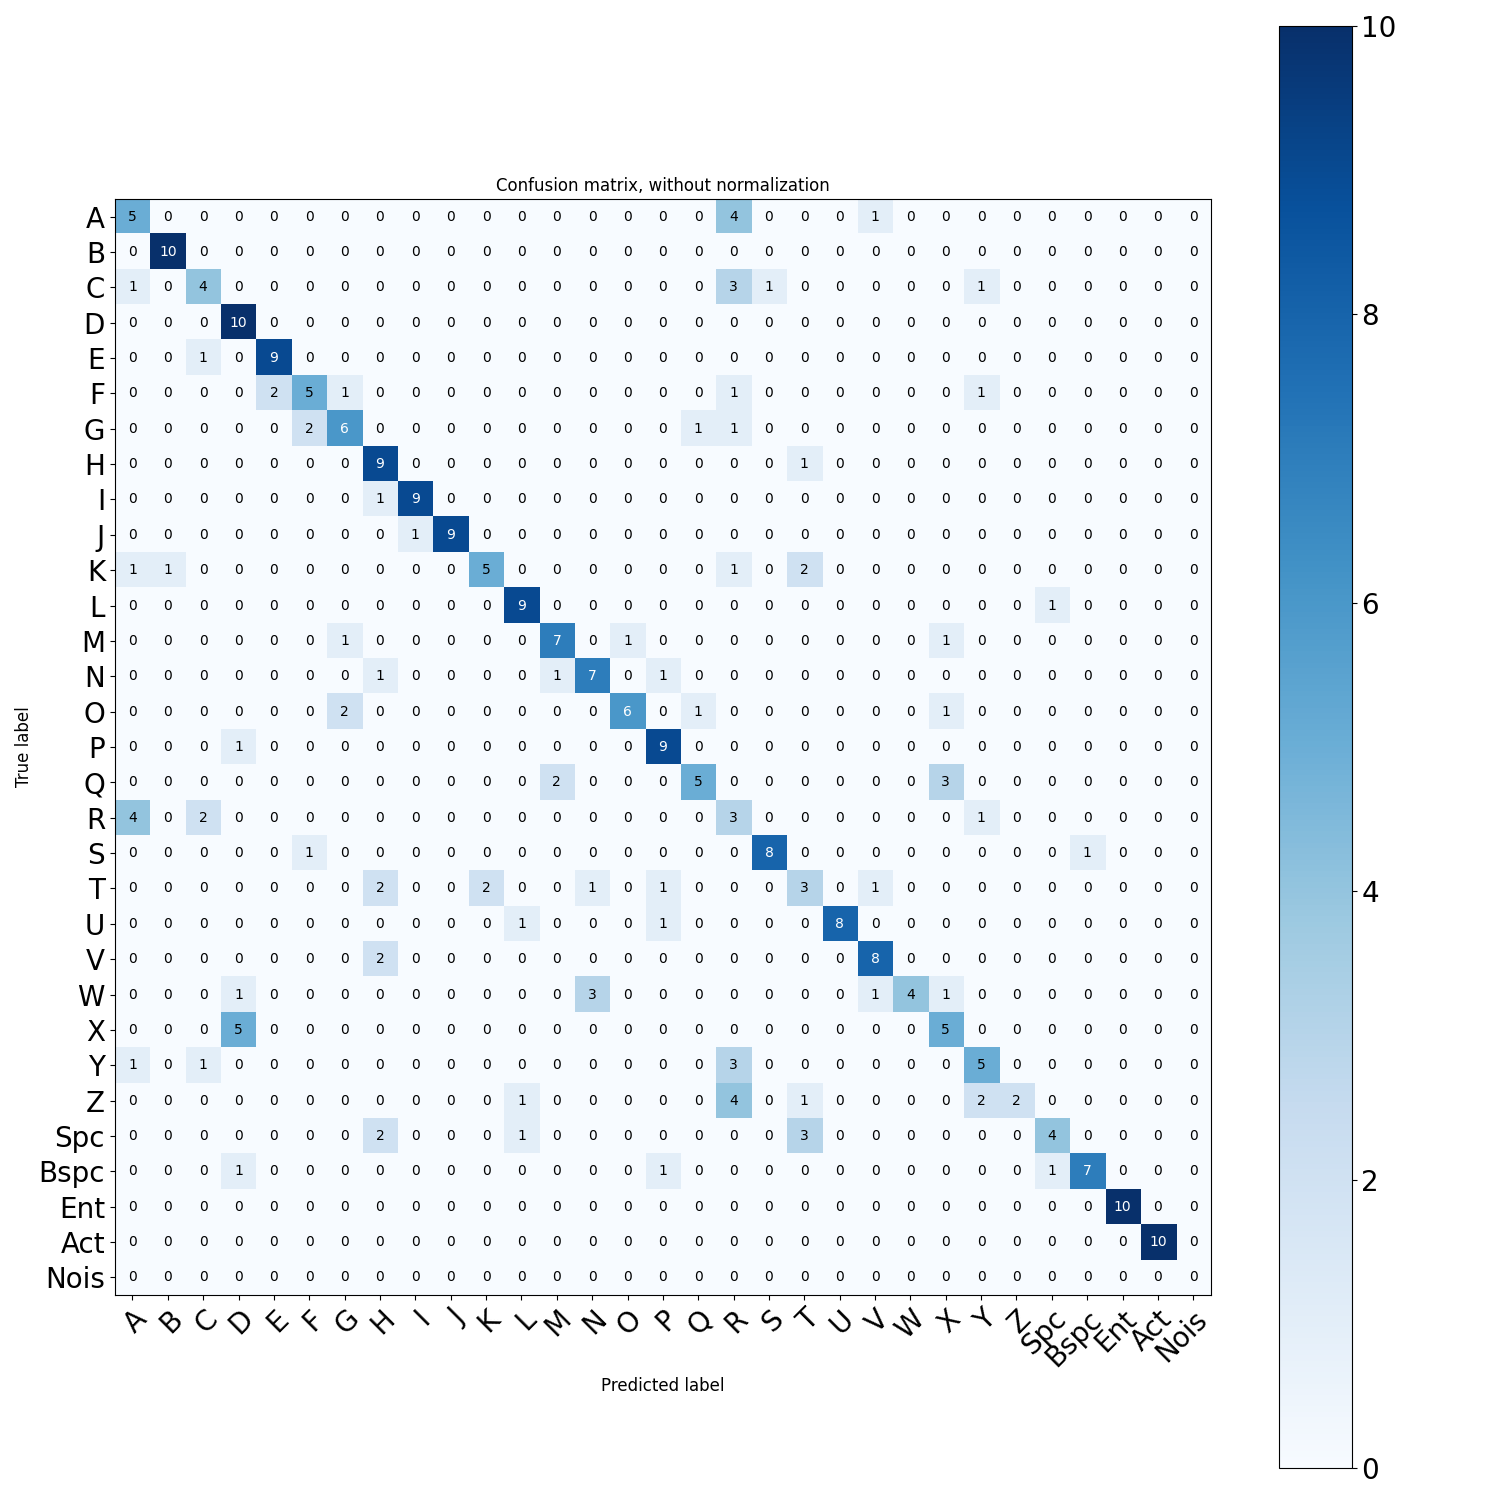 Confusion matrix, without normalization
A 5 0 0 0 0 0 0 0 0 0 0 0 0 0 0 0 0 4 0 0 0 1 0 0 0 0 0 0 0 0 0
B 0 10 0 0 0 0 0 0 0 0 0 0 0 0 0 0 0 0 0 0 0 0 0 0 0 0 0 0 0 0 0
C 1 0 4 0 0 0 0 0 0 0 0 0 0 0 0 0 0 3 1 0 0 0 0 0 1 0 0 0 0 0 0
D 0 0 0 10 0 0 0 0 0 0 0 0 0 0 0 0 0 0 0 0 0 0 0 0 0 0 0 0 0 0 0
E 0 0 1 0 9 0 0 0 0 0 0 0 0 0 0 0 0 0 0 0 0 0 0 0 0 0 0 0 0 0 0
F 0 0 0 0 2 5 1 0 0 0 0 0 0 0 0 0 0 1 0 0 0 0 0 0 1 0 0 0 0 0 0
G 0 0 0 0 0 2 6 0 0 0 0 0 0 0 0 0 1 1 0 0 0 0 0 0 0 0 0 0 0 0 0
H 0 0 0 0 0 0 0 9 0 0 0 0 0 0 0 0 0 0 0 1 0 0 0 0 0 0 0 0 0 0 0
I 0 0 0 0 0 0 0 1 9 0 0 0 0 0 0 0 0 0 0 0 0 0 0 0 0 0 0 0 0 0 0
J 0 0 0 0 0 0 0 0 1 9 0 0 0 0 0 0 0 0 0 0 0 0 0 0 0 0 0 0 0 0 0
K 1 1 0 0 0 0 0 0 0 0 5 0 0 0 0 0 0 1 0 2 0 0 0 0 0 0 0 0 0 0 0
L 0 0 0 0 0 0 0 0 0 0 0 9 0 0 0 0 0 0 0 0 0 0 0 0 0 0 1 0 0 0 0
M 0 0 0 0 0 0 1 0 0 0 0 0 7 0 1 0 0 0 0 0 0 0 0 1 0 0 0 0 0 0 0
N 0 0 0 0 0 0 0 1 0 0 0 0 1 7 0 1 0 0 0 0 0 0 0 0 0 0 0 0 0 0 0
O 0 0 0 0 0 0 2 0 0 0 0 0 0 0 6 0 1 0 0 0 0 0 0 1 0 0 0 0 0 0 0
P 0 0 0 1 0 0 0 0 0 0 0 0 0 0 0 9 0 0 0 0 0 0 0 0 0 0 0 0 0 0 0
Q 0 0 0 0 0 0 0 0 0 0 0 0 2 0 0 0 5 0 0 0 0 0 0 3 0 0 0 0 0 0 0
R 4 0 2 0 0 0 0 0 0 0 0 0 0 0 0 0 0 3 0 0 0 0 0 0 1 0 0 0 0 0 0
S 0 0 0 0 0 1 0 0 0 0 0 0 0 0 0 0 0 0 8 0 0 0 0 0 0 0 0 1 0 0 0
T 0 0 0 0 0 0 0 2 0 0 2 0 0 1 0 1 0 0 0 3 0 1 0 0 0 0 0 0 0 0 0
U 0 0 0 0 0 0 0 0 0 0 0 1 0 0 0 1 0 0 0 0 8 0 0 0 0 0 0 0 0 0 0
V 0 0 0 0 0 0 0 2 0 0 0 0 0 0 0 0 0 0 0 0 0 8 0 0 0 0 0 0 0 0 0
W 0 0 0 1 0 0 0 0 0 0 0 0 0 3 0 0 0 0 0 0 0 1 4 1 0 0 0 0 0 0 0
X 0 0 0 5 0 0 0 0 0 0 0 0 0 0 0 0 0 0 0 0 0 0 0 5 0 0 0 0 0 0 0
Y 1 0 1 0 0 0 0 0 0 0 0 0 0 0 0 0 0 3 0 0 0 0 0 0 5 0 0 0 0 0 0
Z 0 0 0 0 0 0 0 0 0 0 0 1 0 0 0 0 0 4 0 1 0 0 0 0 2 2 0 0 0 0 0
Spc 0 0 0 0 0 0 0 2 0 0 0 1 0 0 0 0 0 0 0 3 0 0 0 0 0 0 4 0 0 0 0
Bspc 0 0 0 1 0 0 0 0 0 0 0 0 0 0 0 1 0 0 0 0 0 0 0 0 0 0 1 7 0 0 0
Ent 0 0 0 0 0 0 0 0 0 0 0 0 0 0 0 0 0 0 0 0 0 0 0 0 0 0 0 0 10 0 0
Act 0 0 0 0 0 0 0 0 0 0 0 0 0 0 0 0 0 0 0 0 0 0 0 0 0 0 0 0 0 10 0
Nois 0 0 0 0 0 0 0 0 0 0 0 0 0 0 0 0 0 0 0 0 0 0 0 0 0 0 0 0 0 0 0
A B C D E F G H I J K L M N O P Q R S T U V W X Y Z Spc Bspc Ent Act Nois
Predicted label
True label
10
8
6
4
2
0